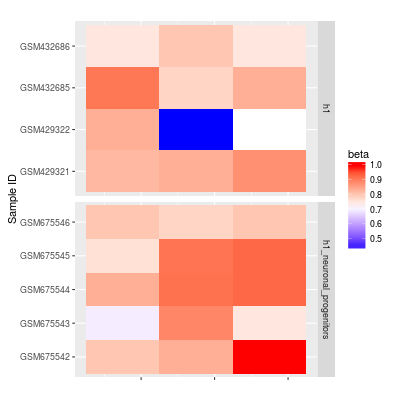 GSM432686
GSM432685
GSM429322
GSM429321
h1
GSM675546
GSM675545
GSM675544
GSM675543
GSM675542
h1_neuronal_progenitors
Sample ID
beta
1.0
0.9
0.8
0.7
0.6
0.5